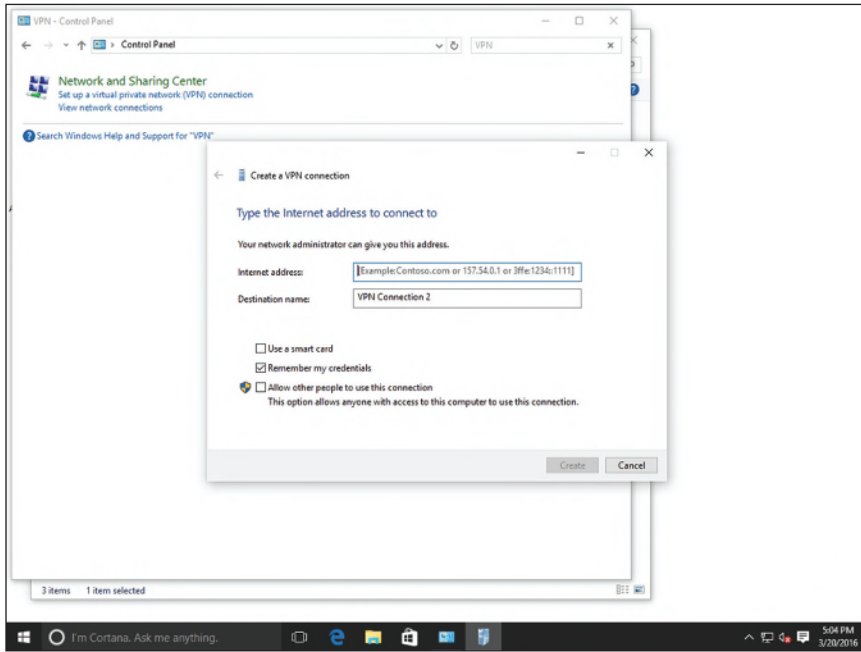 VPN - Control Panel
Control Panel
VPN
Network and Sharing Center
Set up a virtual private network (VPN) connection
View network connections
Search Windows Help and Support for "VPN"
Create a VPN connection
Type the Internet address to connect to
Your network administrator can give you this address.
Internet address:
[Example:Contoso.com or 157.54.0.1 or 3ffe:1234::1111]
Destination name:
VPN Connection 2
Use a smart card
Remember my credentials
Allow other people to use this connection
This option allows anyone with access to this computer to use this connection.
Create
Cancel
3 items 1 item selected
I'm Cortana. Ask me anything.
5:04 PM
3/20/2016